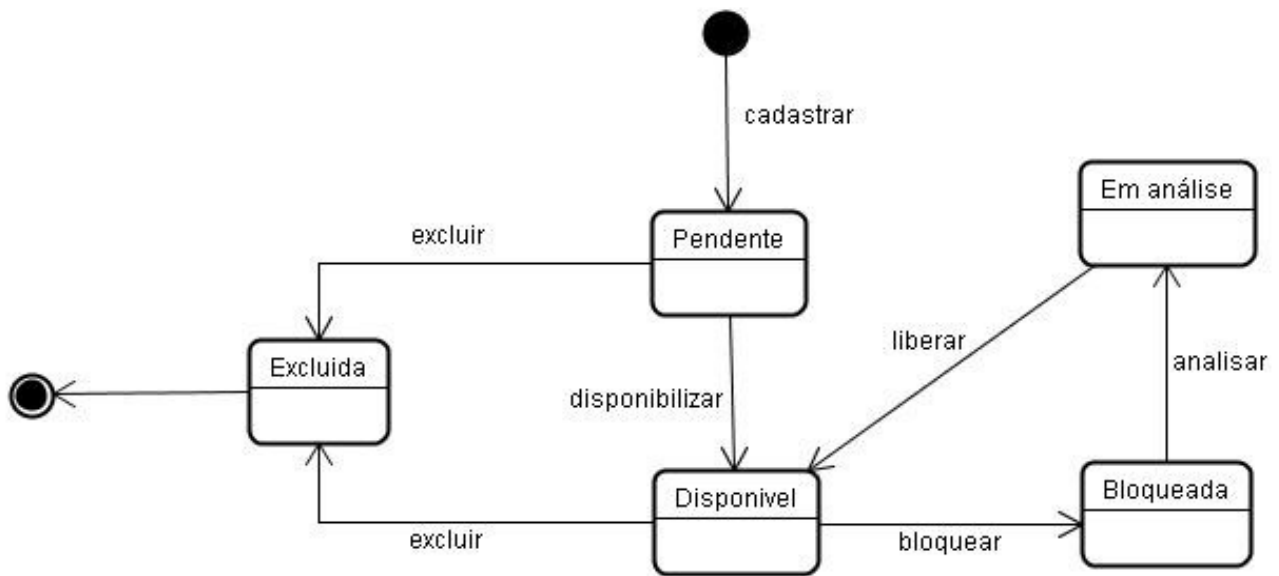 cadastrar
Em análise
excluir
Pendente
liberar
analisar
Excluida
disponibilizar
Disponivel
Bloqueada
excluir
bloquear